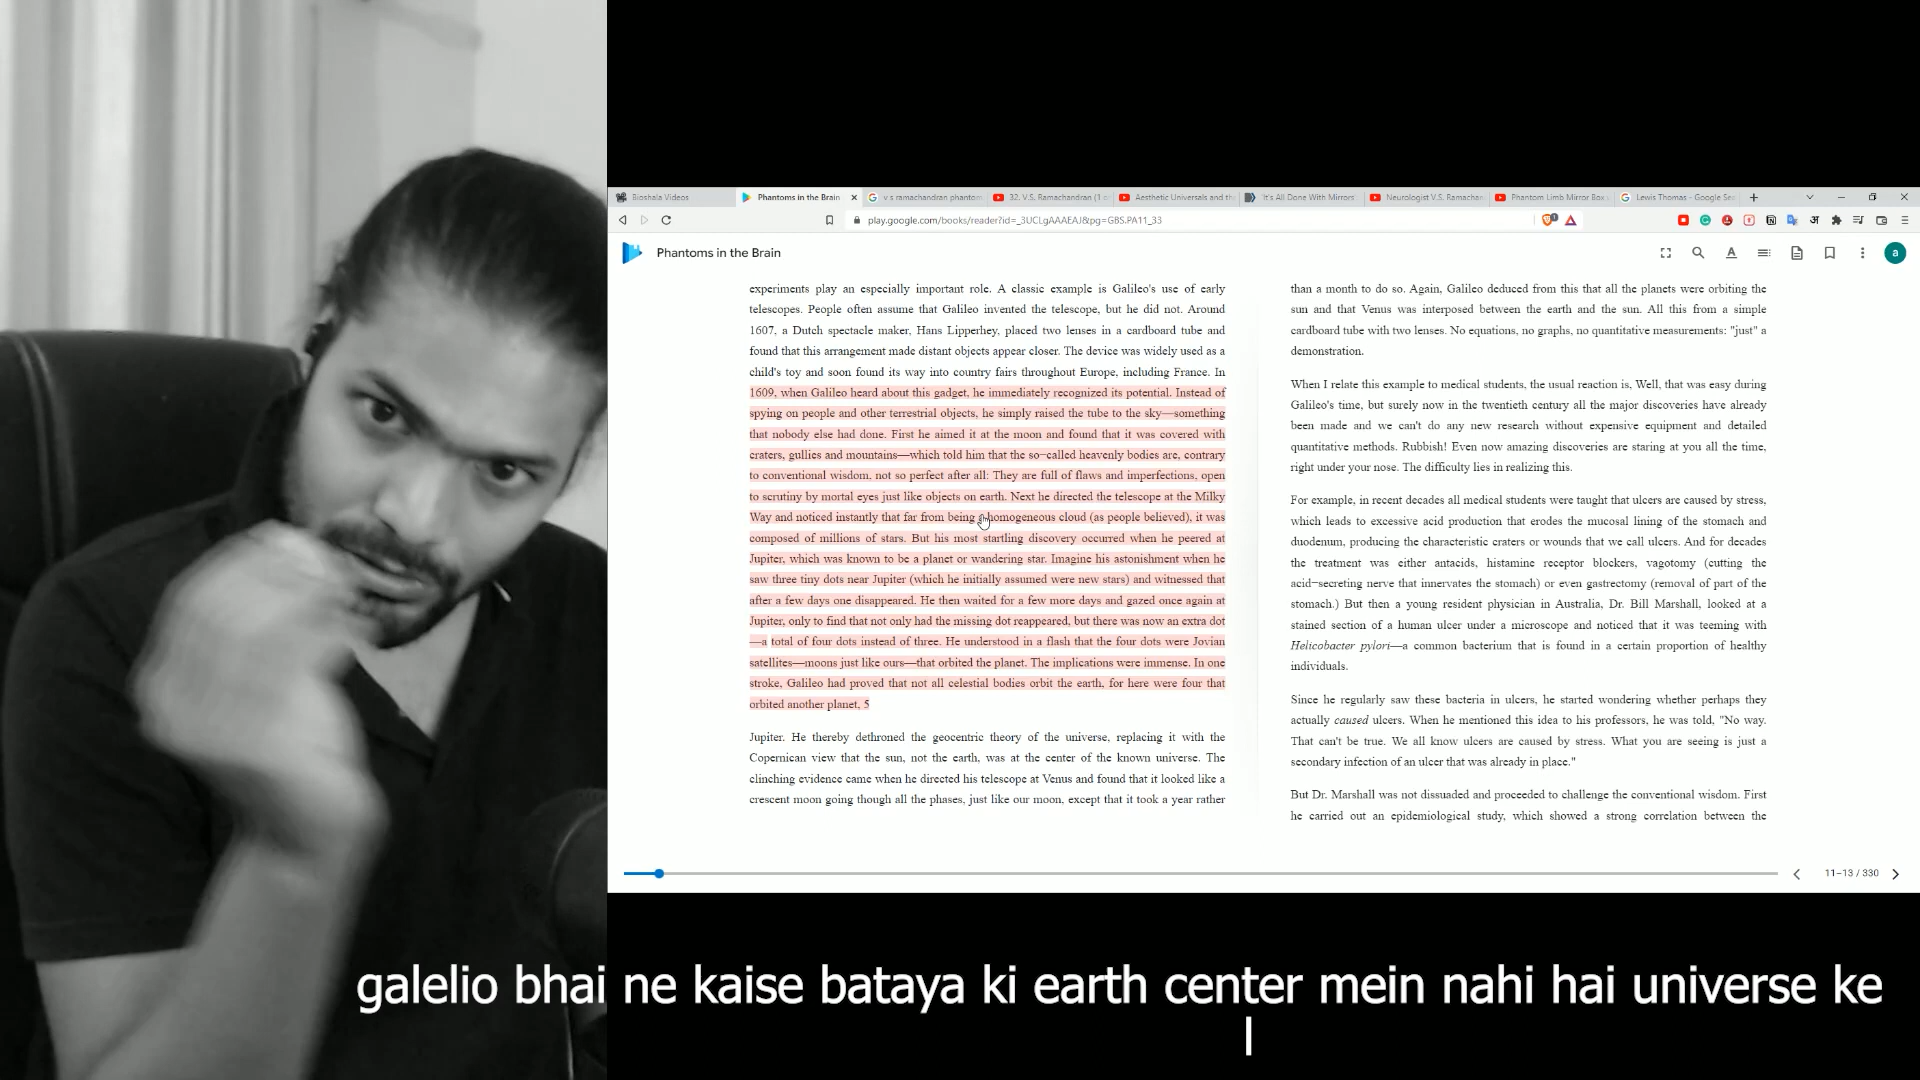 Bioshala Videos
Phantoms in the Brain
v s ramachandran phantom
32. V.S. Ramachandran (1
Aesthetic Universals and th
'It's All Done With Mirrors'
Neurologist V.S. Ramachan
Phantom Limb Mirror Box
Lewis Thomas - Google Sea
play.google.com/books/reader?id=_3UCLgAAAEAJ&pg=GBS.PA11_33
Phantoms in the Brain
a
experiments play an especially important role. A classic example is Galileo's use of early
telescopes. People often assume that Galileo invented the telescope, but he did not. Around
1607, a Dutch spectacle maker, Hans Lipperhey, placed two lenses in a cardboard tube and
found that this arrangement made distant objects appear closer. The device was widely used as a
child's toy and soon found its way into country fairs throughout Europe, including France. In
1609, when Galileo heard about this gadget, he immediately recognized its potential. Instead of
spying on people and other terrestrial objects, he simply raised the tube to the sky—something
that nobody else had done. First he aimed it at the moon and found that it was covered with
craters, gullies and mountains—which told him that the so-called heavenly bodies are, contrary
to conventional wisdom, not so perfect after all: They are full of flaws and imperfections, open
to scrutiny by mortal eyes just like objects on earth. Next he directed the telescope at the Milky
Way and noticed instantly that far from being a homogeneous cloud (as people believed), it was
composed of millions of stars. But his most startling discovery occurred when he peered at
Jupiter, which was known to be a planet or wandering star. Imagine his astonishment when he
saw three tiny dots near Jupiter (which he initially assumed were new stars) and witnessed that
after a few days one disappeared. He then waited for a few more days and gazed once again at
Jupiter, only to find that not only had the missing dot reappeared, but there was now an extra dot
—a total of four dots instead of three. He understood in a flash that the four dots were Jovian
satellites—moons just like ours—that orbited the planet. The implications were immense. In one
stroke, Galileo had proved that not all celestial bodies orbit the earth, for here were four that
orbited another planet, 5
Jupiter. He thereby dethroned the geocentric theory of the universe, replacing it with the
Copernican view that the sun, not the earth, was at the center of the known universe. The
clinching evidence came when he directed his telescope at Venus and found that it looked like a
crescent moon going though all the phases, just like our moon, except that it took a year rather
than a month to do so. Again, Galileo deduced from this that all the planets were orbiting the
sun and that Venus was interposed between the earth and the sun. All this from a simple
cardboard tube with two lenses. No equations, no graphs, no quantitative measurements: "just" a
demonstration.
When I relate this example to medical students, the usual reaction is, Well, that was easy during
Galileo's time, but surely now in the twentieth century all the major discoveries have already
been made and we can't do any new research without expensive equipment and detailed
quantitative methods. Rubbish! Even now amazing discoveries are staring at you all the time,
right under your nose. The difficulty lies in realizing this.
For example, in recent decades all medical students were taught that ulcers are caused by stress,
which leads to excessive acid production that erodes the mucosal lining of the stomach and
duodenum, producing the characteristic craters or wounds that we call ulcers. And for decades
the treatment was either antacids, histamine receptor blockers, vagotomy (cutting the
acid-secreting nerve that innervates the stomach) or even gastrectomy (removal of part of the
stomach.) But then a young resident physician in Australia, Dr. Bill Marshall, looked at a
stained section of a human ulcer under a microscope and noticed that it was teeming with
Helicobacter pylori—a common bacterium that is found in a certain proportion of healthy
individuals.
Since he regularly saw these bacteria in ulcers, he started wondering whether perhaps they
actually caused ulcers. When he mentioned this idea to his professors, he was told, "No way.
That can't be true. We all know ulcers are caused by stress. What you are seeing is just a
secondary infection of an ulcer that was already in place."
But Dr. Marshall was not dissuaded and proceeded to challenge the conventional wisdom. First
he carried out an epidemiological study, which showed a strong correlation between the
11–13 / 330
galelio bhai ne kaise bataya ki earth center mein nahi hai universe ke
|